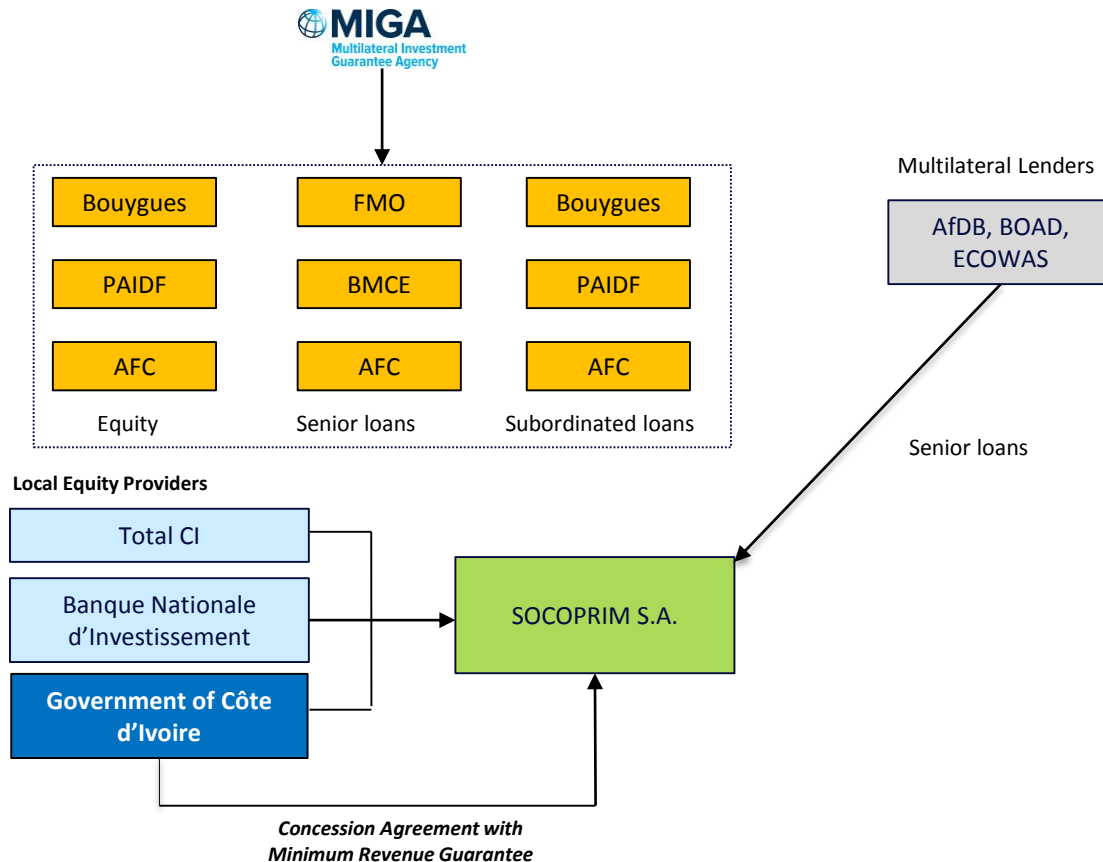 MIGA
Multilateral Investment
Guarantee Agency
Bouygues
FMO
Bouygues
PAIDF
BMCE
PAIDF
AFC
AFC
AFC
Equity
Senior loans
Subordinated loans
Multilateral Lenders
AfDB, BOAD,
ECOWAS
Senior loans
Local Equity Providers
Total CI
Banque Nationale
d’Investissement
Government of Côte
d’Ivoire
SOCOPRIM S.A.
Concession Agreement with
Minimum Revenue Guarantee